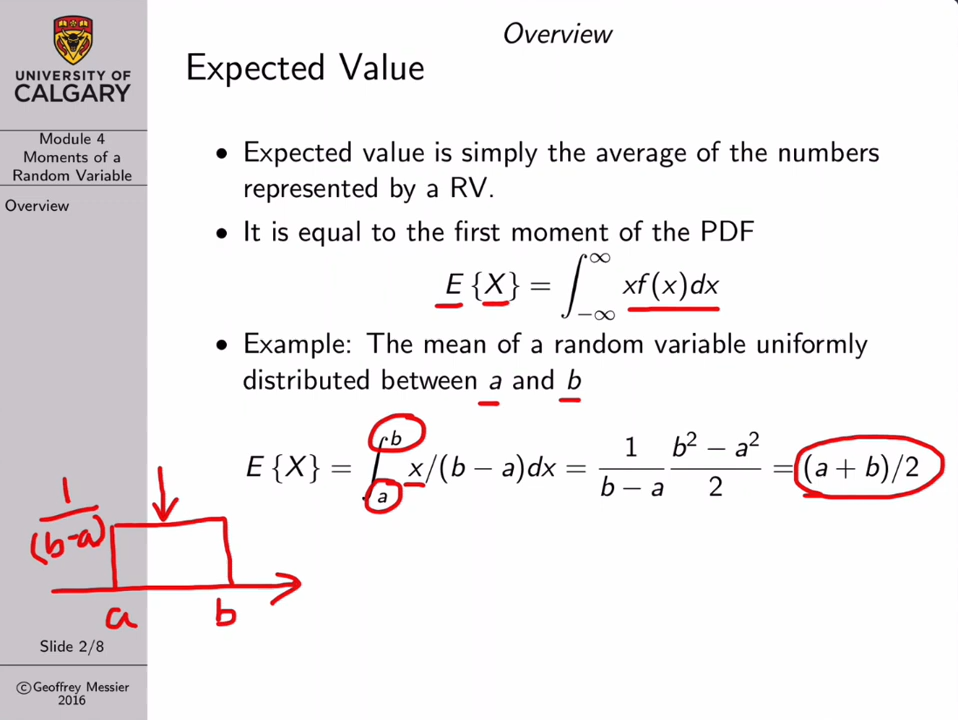 UNIVERSITY OF
CALGARY
Module 4
Moments of a
Random Variable
Overview
Overview
Expected Value
• Expected value is simply the average of the numbers
represented by a RV.
• It is equal to the first moment of the PDF
E {X} = ∫_{−∞}^{∞} xf(x)dx
• Example: The mean of a random variable uniformly
distributed between a and b
E {X} = ∫_a^b x/(b − a)dx = \frac{1}{b − a} \frac{b² − a²}{2} = (a + b)/2
1
(b-a)
a b
Slide 2/8
©Geoffrey Messier
2016